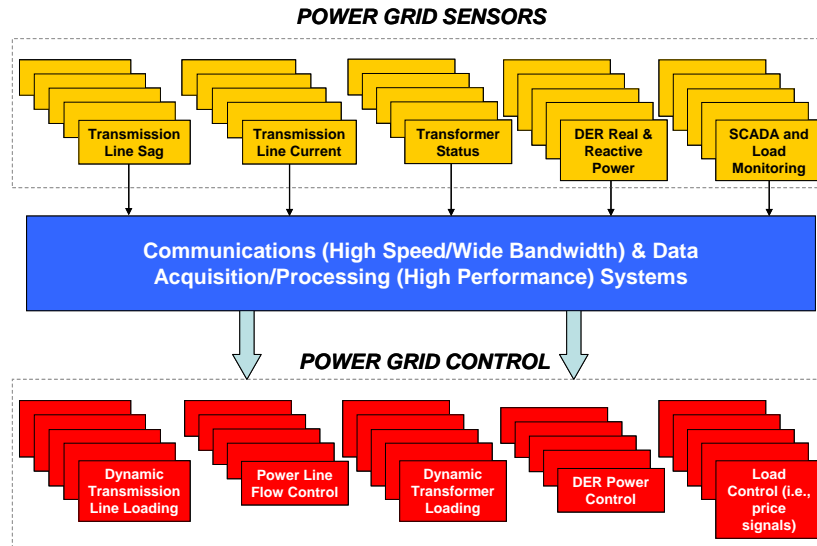 POWER GRID SENSORS
Transmission
Line Sag
Transmission
Line Current
Transformer
Status
DER Real &
Reactive
Power
SCADA and
Load
Monitoring
Communications (High Speed/Wide Bandwidth) & Data
Acquisition/Processing (High Performance) Systems
POWER GRID CONTROL
Dynamic
Transmission
Line Loading
Power Line
Flow Control
Dynamic
Transformer
Loading
DER Power
Control
Load
Control (i.e.,
price
signals)